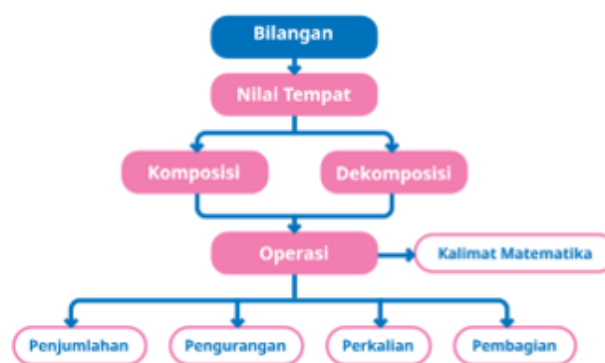 Bilangan
Nilai Tempat
Komposisi
Dekomposisi
Operasi
Kalimat Matematika
Penjumlahan
Pengurangan
Perkalian
Pembagian